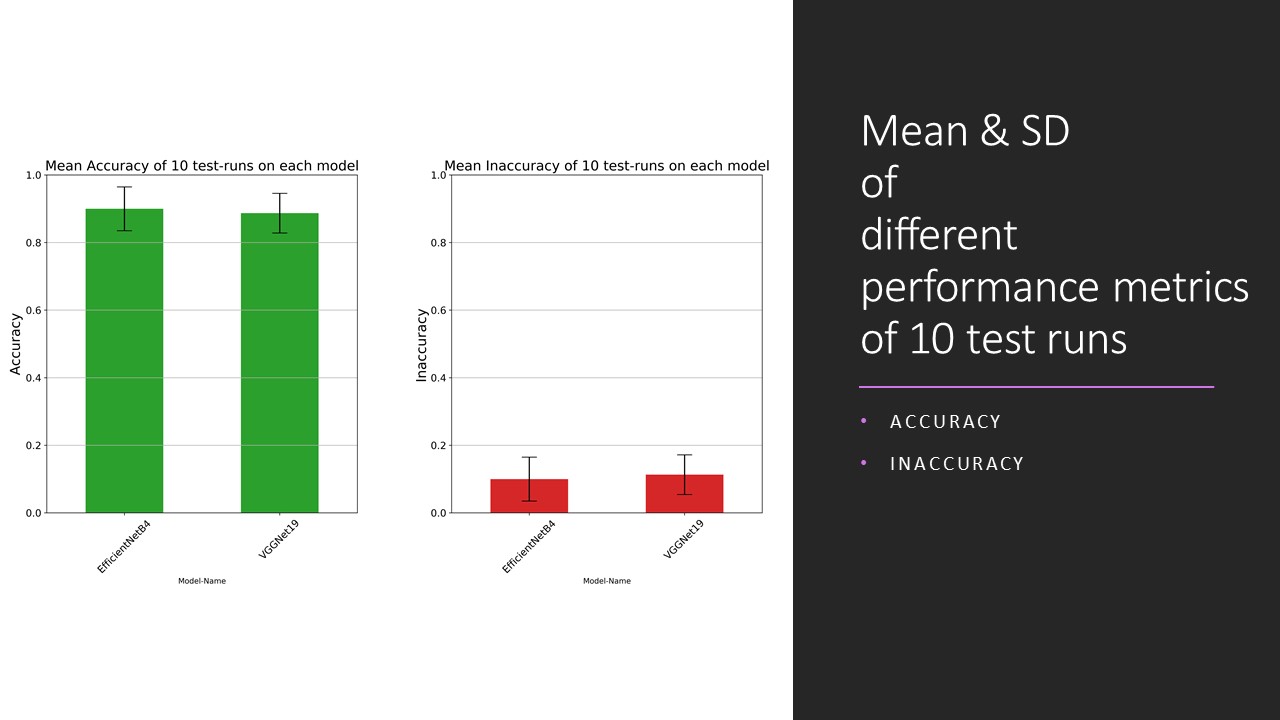 Mean Accuracy of 10 test-runs on each model
1.0
0.8
0.6
0.4
0.2
0.0
Accuracy
EfficientNetB4
VGGNet19
Model-Name
Mean Inaccuracy of 10 test-runs on each model
1.0
0.8
0.6
0.4
0.2
0.0
Inaccuracy
EfficientNetB4
VGGNet19
Model-Name
Mean & SD
of
different
performance metrics
of 10 test runs
• ACCURACY
• INACCURACY